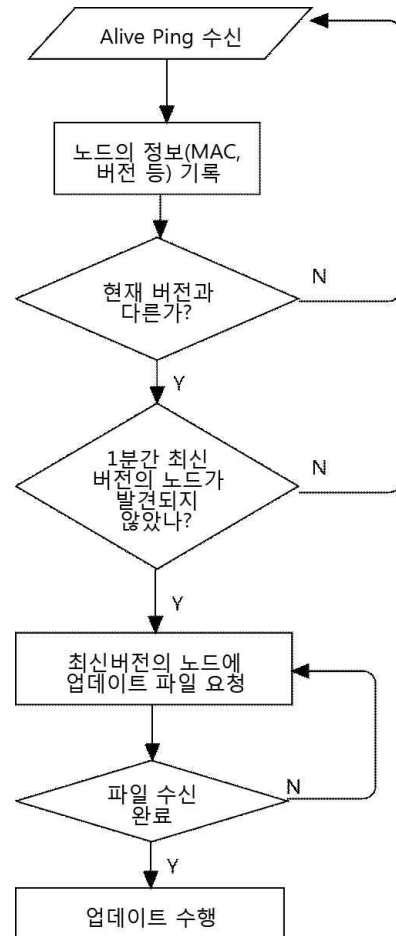 Alive Ping 수신
노드의 정보(MAC,
버전 등) 기록
현재 버전과
다른가?
N
Y
1분간 최신
버전의 노드가
발견되지
않았나?
N
Y
최신버전의 노드에
업데이트 파일 요청
파일 수신
완료
N
Y
업데이트 수행